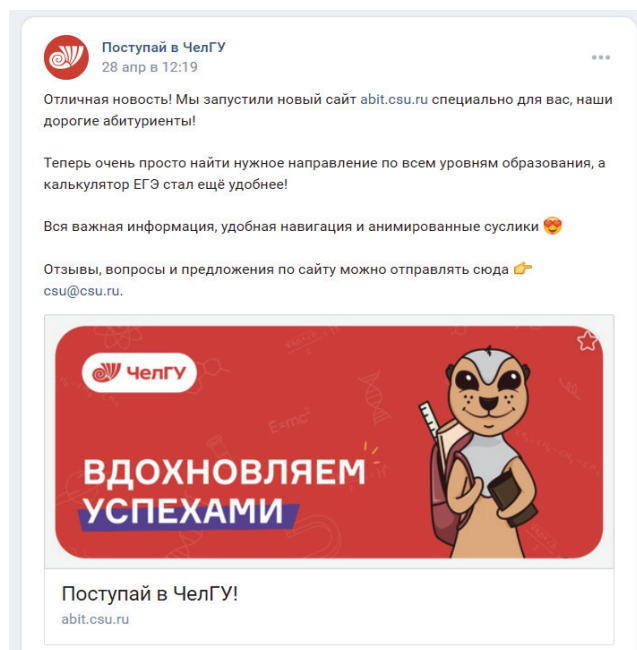 Поступай в ЧелГУ
28 апр в 12:19
Отличная новость! Мы запустили новый сайт abit.csu.ru специально для вас, наши
дорогие абитуриенты!
Теперь очень просто найти нужное направление по всем уровням образования, а
калькулятор ЕГЭ стал ещё удобнее!
Вся важная информация, удобная навигация и анимированные суслики 😍
Отзывы, вопросы и предложения по сайту можно отправлять сюда 👉
csu@csu.ru.
ЧелГУ
E=mc²
ВДОХНОВЛЯЕМ
УСПЕХАМИ
Поступай в ЧелГУ!
abit.csu.ru